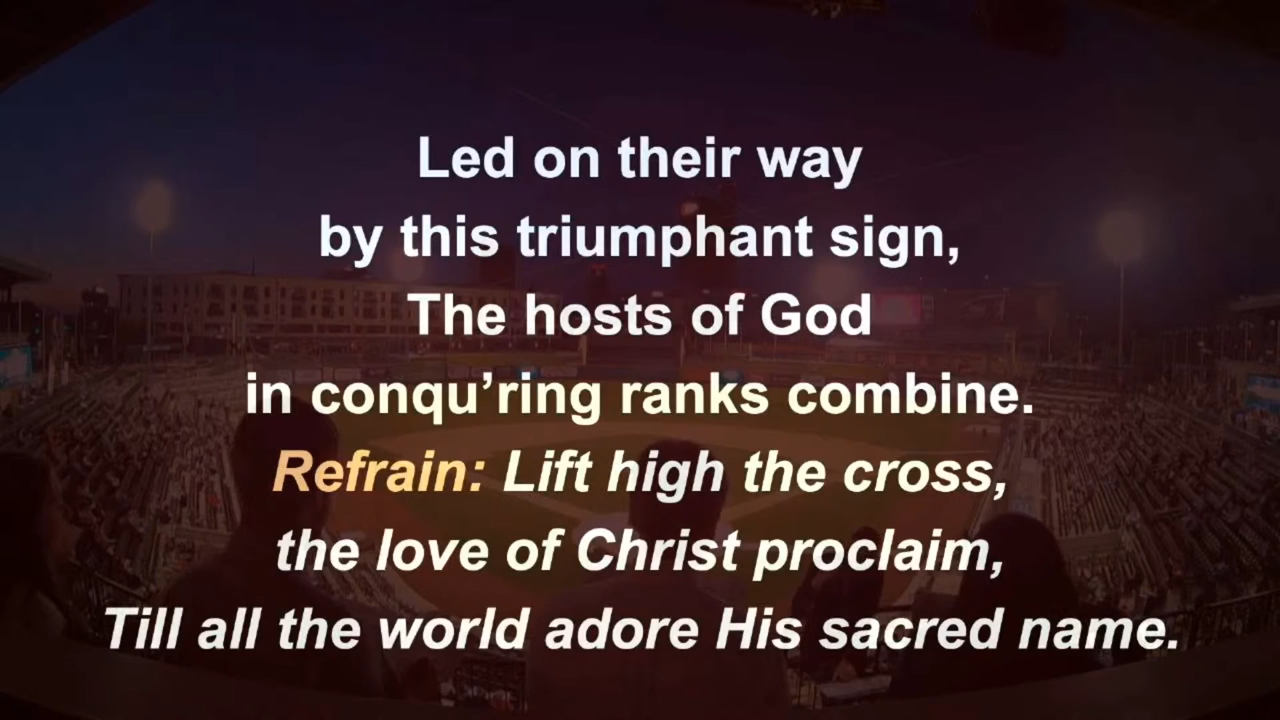 Led on their way
by this triumphant sign,
The hosts of God
in conqu’ring ranks combine.
Refrain: Lift high the cross,
the love of Christ proclaim,
Till all the world adore His sacred name.